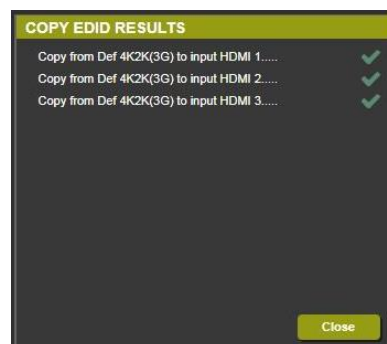 COPY EDID RESULTS
Copy from Def 4K2K(3G) to input HDMI 1.....
Copy from Def 4K2K(3G) to input HDMI 2.....
Copy from Def 4K2K(3G) to input HDMI 3.....
Close